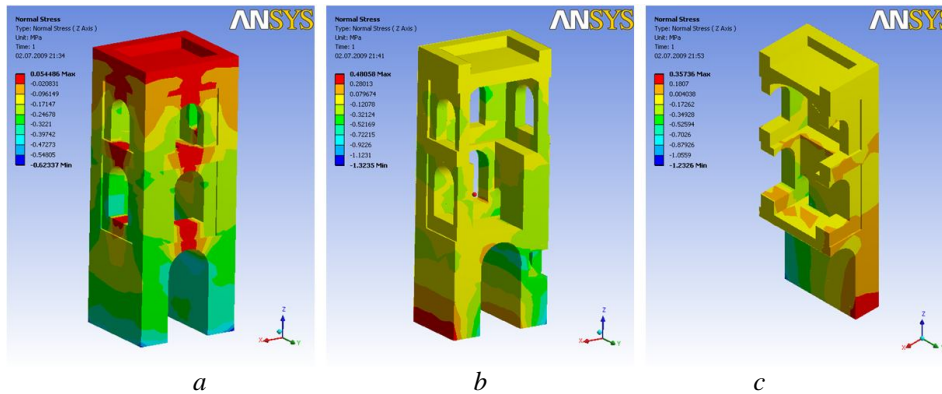 ANSYS
Normal Stress
Type: Normal Stress ( Z Axis )
Unit: MPa
Time: 1
02.07.2009 21:34
0.054486 Max
-0.020831
-0.096149
-0.17147
-0.24678
-0.3221
-0.39742
-0.47273
-0.54805
-0.62337 Min
Z
X
Y
ANSYS
Normal Stress
Type: Normal Stress ( Z Axis )
Unit: MPa
Time: 1
02.07.2009 21:41
0.48058 Max
0.28013
0.079674
-0.12078
-0.32124
-0.52169
-0.72215
-0.9226
-1.1231
-1.3235 Min
Z
X
Y
ANSYS
Normal Stress
Type: Normal Stress ( Z Axis )
Unit: MPa
Time: 1
02.07.2009 21:53
0.35736 Max
0.1807
0.004038
-0.17262
-0.34928
-0.52594
-0.7026
-0.87926
-1.0559
-1.2326 Min
Z
X
Y
a
b
c